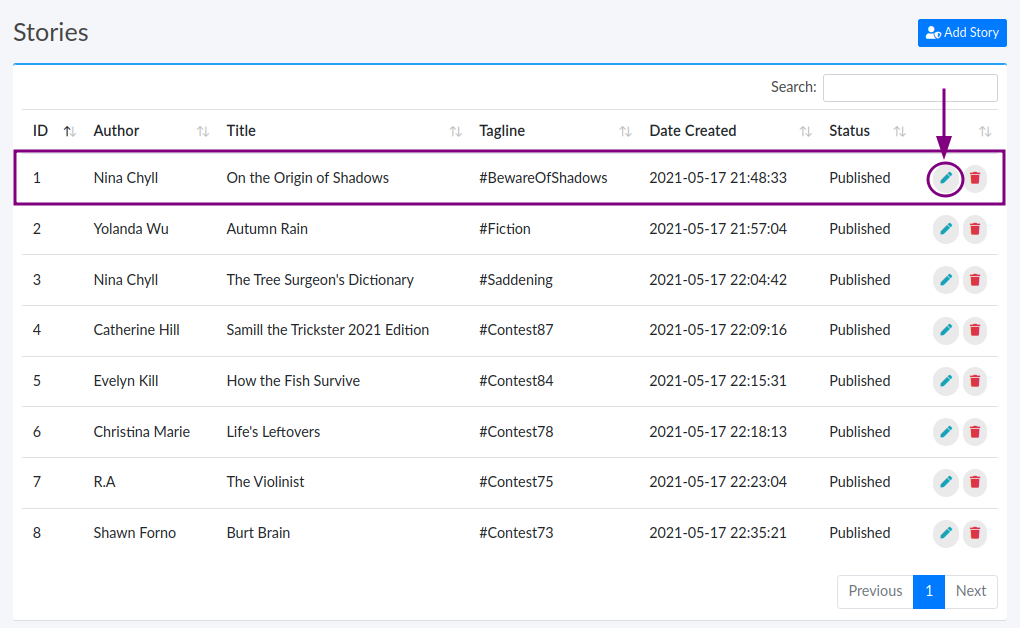 Stories
Add Story
Search:
ID Author Title Tagline Date Created Status
1 Nina Chyll On the Origin of Shadows #BewareOfShadows 2021-05-17 21:48:33 Published
2 Yolanda Wu Autumn Rain #Fiction 2021-05-17 21:57:04 Published
3 Nina Chyll The Tree Surgeon's Dictionary #Saddening 2021-05-17 22:04:42 Published
4 Catherine Hill Samill the Trickster 2021 Edition #Contest87 2021-05-17 22:09:16 Published
5 Evelyn Kill How the Fish Survive #Contest84 2021-05-17 22:15:31 Published
6 Christina Marie Life's Leftovers #Contest78 2021-05-17 22:18:13 Published
7 R.A The Violinist #Contest75 2021-05-17 22:23:04 Published
8 Shawn Forno Burt Brain #Contest73 2021-05-17 22:35:21 Published
Previous 1 Next